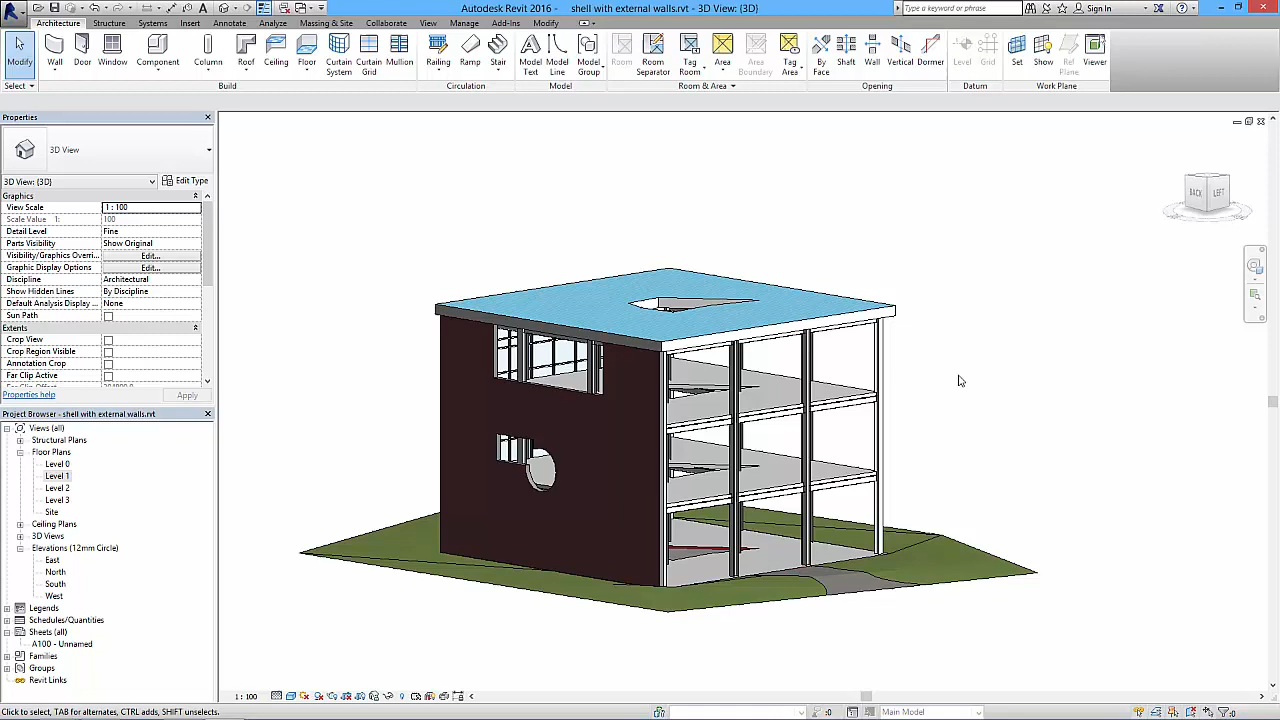 Autodesk Revit 2016 - shell with external walls.rvt - 3D View: {3D}
Type a keyword or phrase
Sign In
Architecture Structure Systems Insert Annotate Analyze Massing & Site Collaborate View Manage Add-Ins Modify
Modify Wall Door Window Component Column Roof Ceiling Floor Curtain System Curtain Grid Mullion Railing Ramp Stair Model Text Model Line Model Group Room Room Separator Tag Room Area Area Boundary Tag Area By Face Shaft Wall Vertical Dormer Level Grid Set Show Ref Plane Viewer
Select Build Circulation Model Room & Area Opening Datum Work Plane
Properties
3D View
3D View: {3D} Edit Type
Graphics
View Scale 1 : 100
Scale Value 1: 100
Detail Level Fine
Parts Visibility Show Original
Visibility/Graphics Overri... Edit...
Graphic Display Options Edit...
Discipline Architectural
Show Hidden Lines By Discipline
Default Analysis Display ... None
Sun Path
Extents
Crop View
Crop Region Visible
Annotation Crop
Far Clip Active
Properties help Apply
Project Browser - shell with external walls.rvt
Views (all)
Structural Plans
Floor Plans
Level 0
Level 1
Level 2
Level 3
Site
Ceiling Plans
3D Views
Elevations (12mm Circle)
East
North
South
West
Legends
Schedules/Quantities
Sheets (all)
A100 - Unnamed
Families
Groups
Revit Links
BACK LEFT
1 : 100
Click to select, TAB for alternates, CTRL adds, SHIFT unselects.
:0 Main Model :0